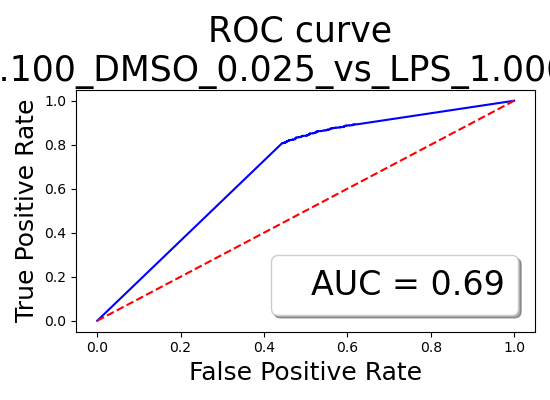 ROC curve
.100_DMSO_0.025_vs_LPS_1.000
True Positive Rate
1.0
0.8
0.6
0.4
0.2
0.0
AUC = 0.69
0.0 0.2 0.4 0.6 0.8 1.0
False Positive Rate